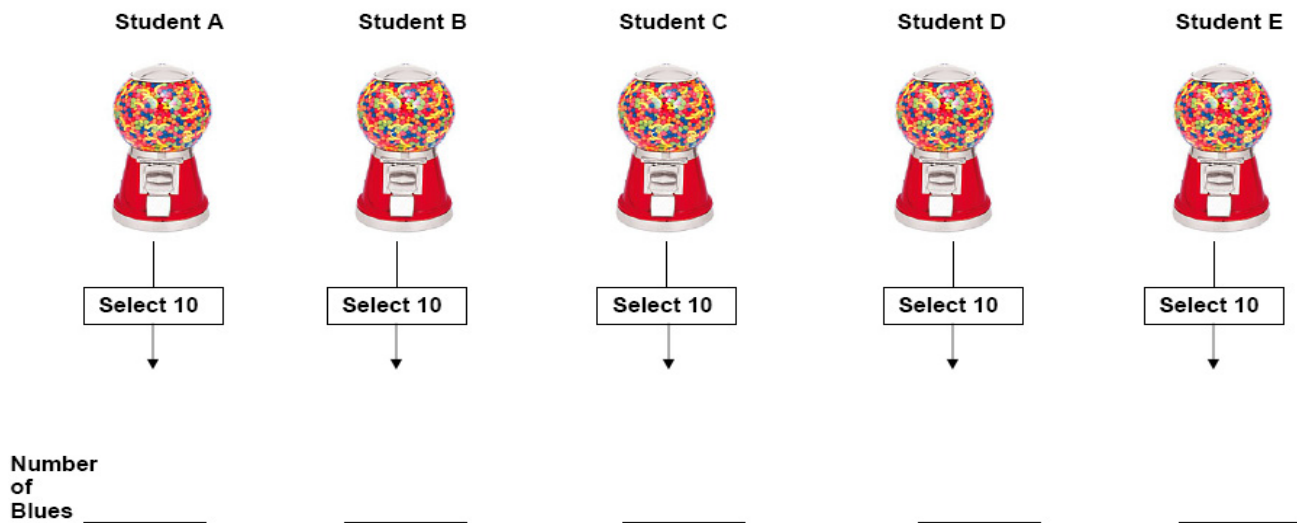 Student A Student B Student C Student D Student E
Select 10 Select 10 Select 10 Select 10 Select 10
Number
of
Blues